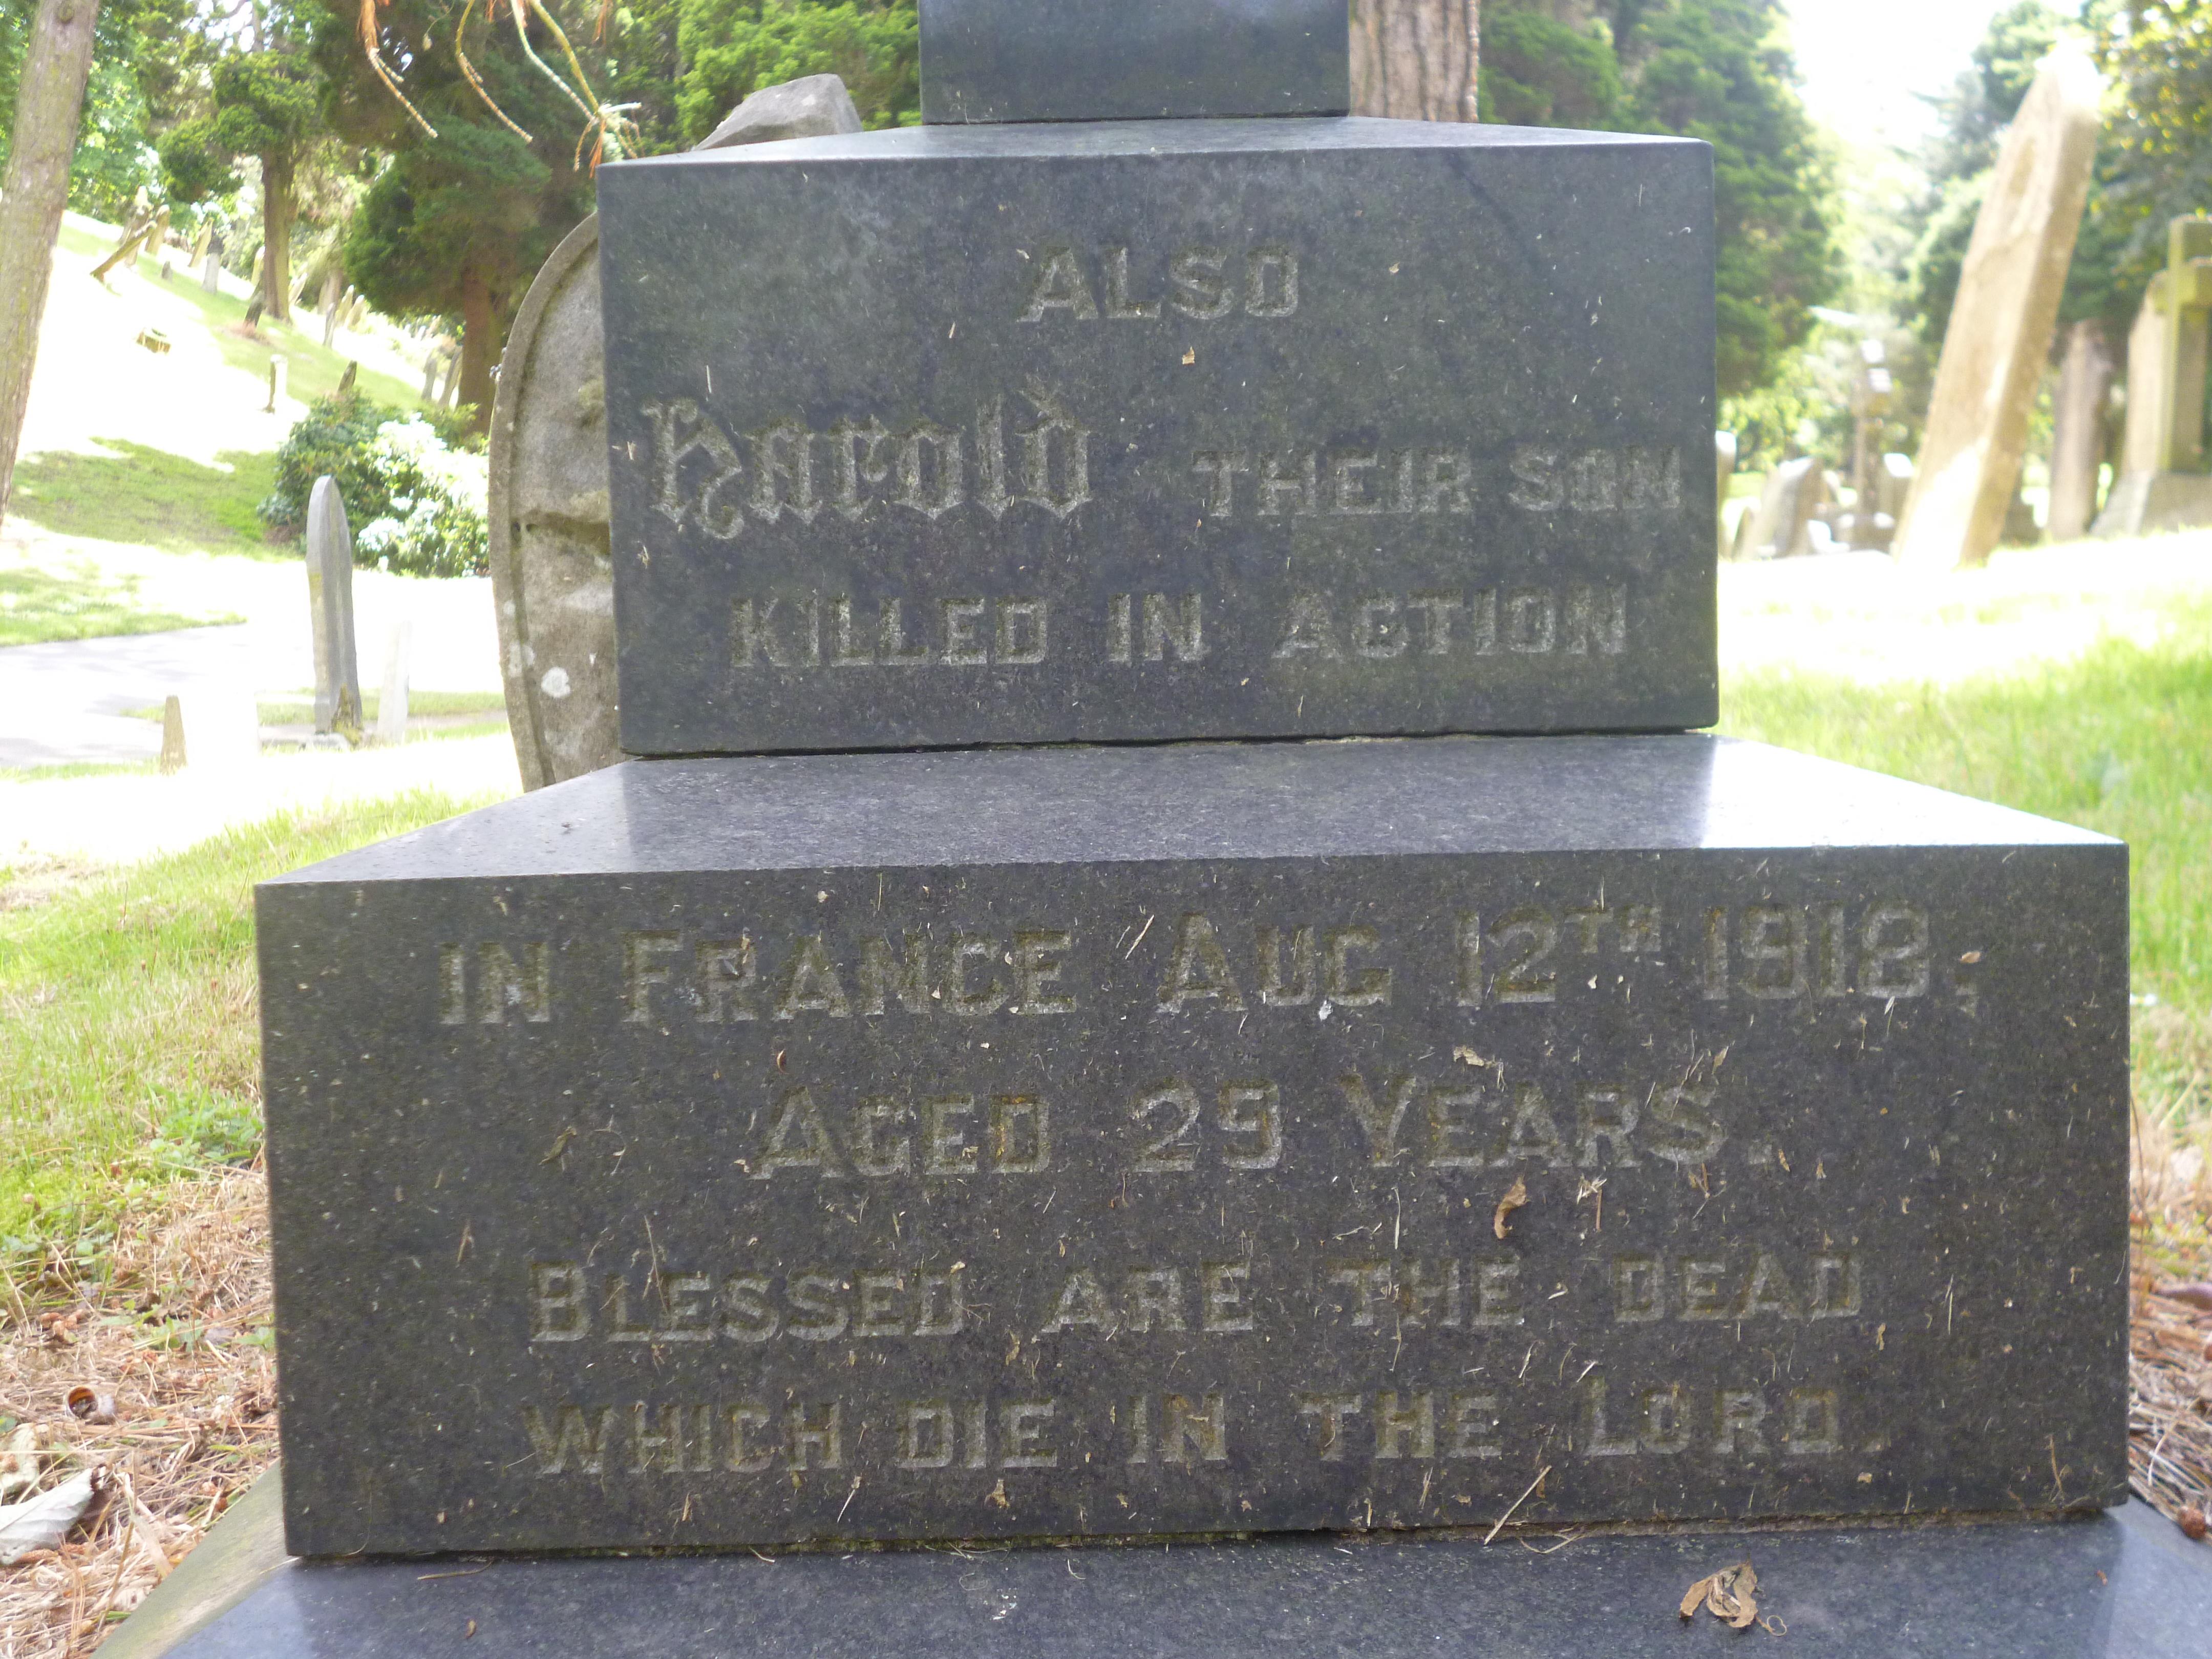 ALSO
Harold THEIR SON
KILLED IN ACTION
IN FRANCE AUG 12TH 1918;
AGED 29 YEARS.
BLESSED ARE THE DEAD
WHICH DIE IN THE LORD.